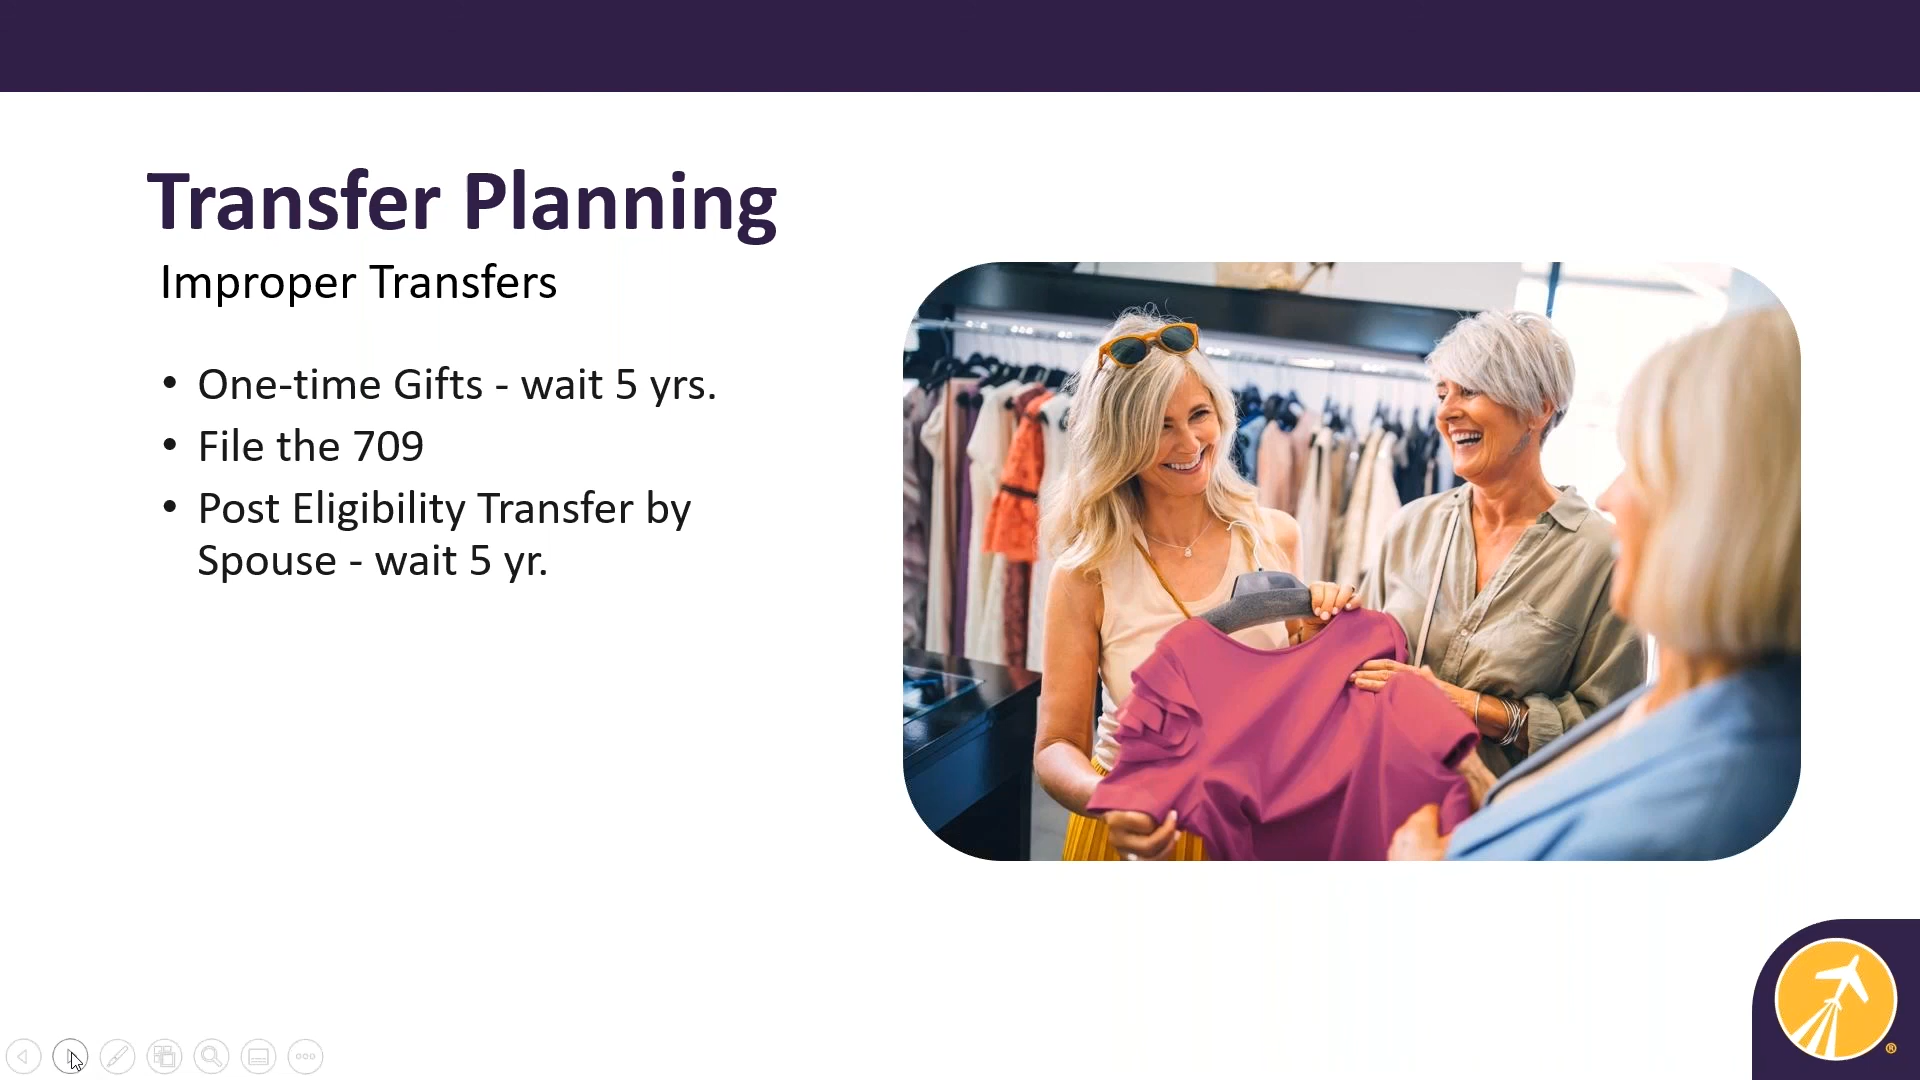 Transfer Planning
Improper Transfers
• One-time Gifts - wait 5 yrs.
• File the 709
• Post Eligibility Transfer by
Spouse - wait 5 yr.
®